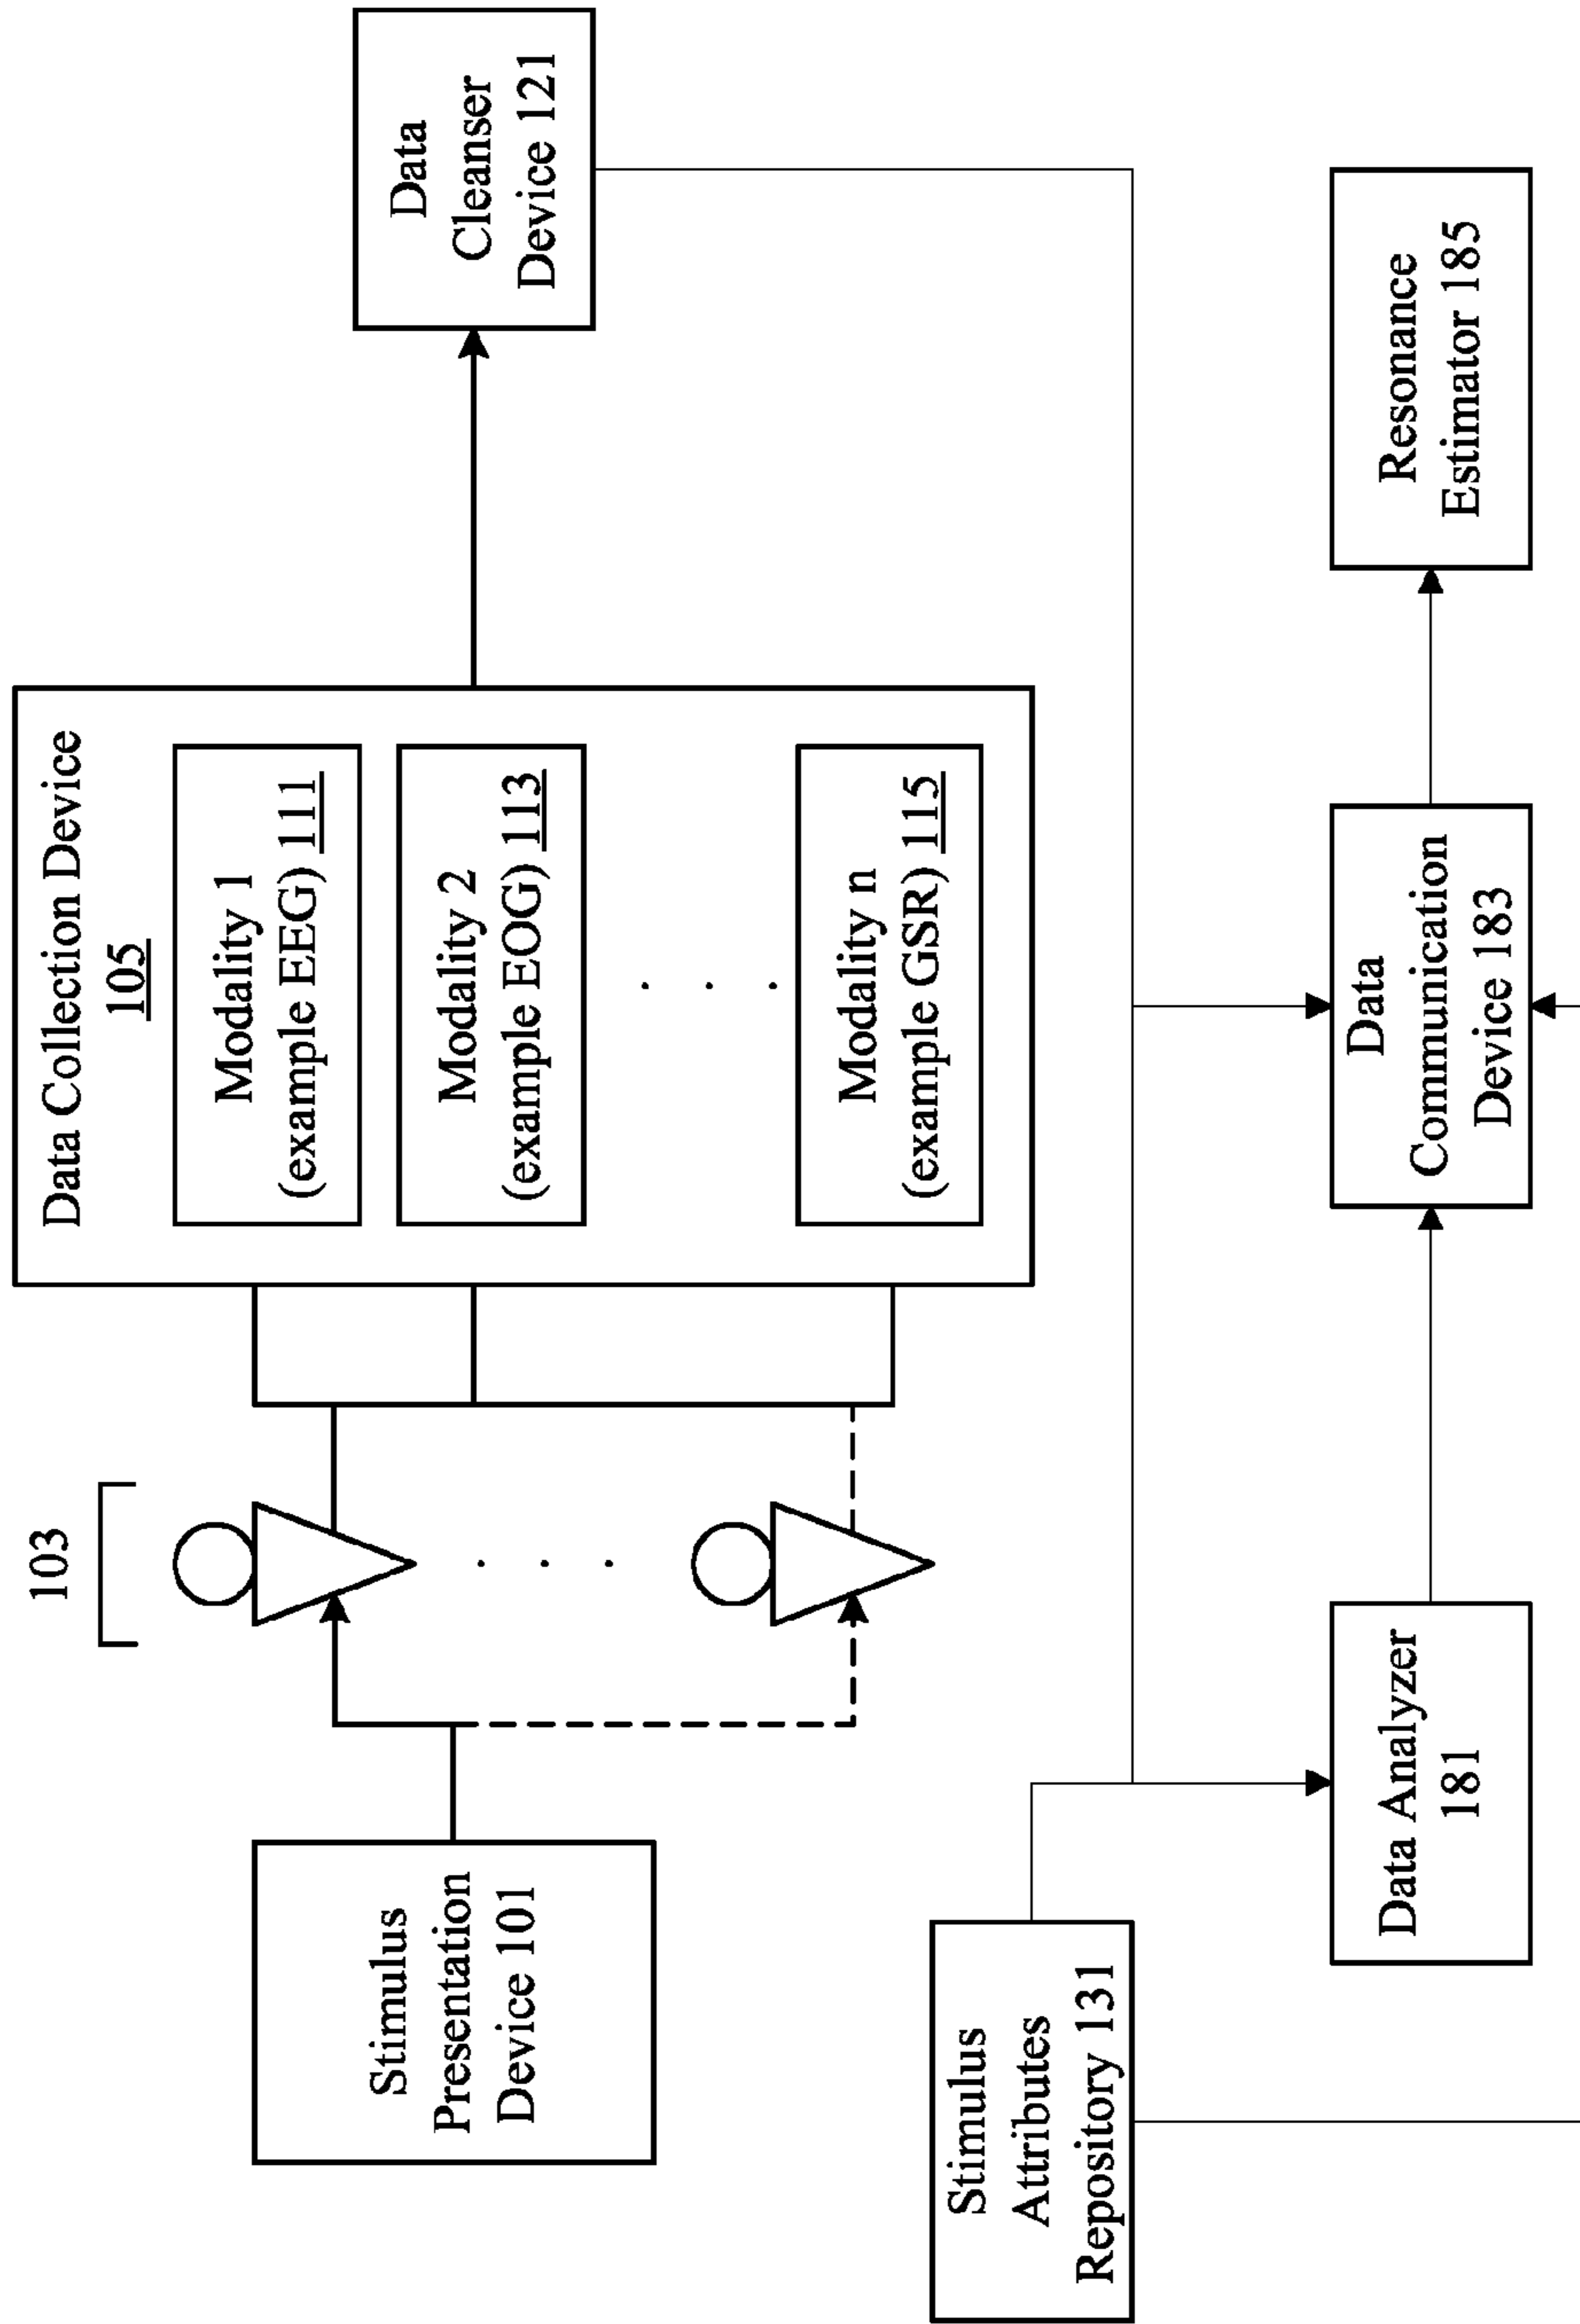 Stimulus
Presentation
Device 101
103
Data Collection Device
105
Modality 1
(example EEG) 111
Modality 2
(example EOG) 113
. . .
Modality n
(example GSR) 115
Data
Cleanser
Device 121
Stimulus
Attributes
Repository 131
Data Analyzer
181
Data
Communication
Device 183
Resonance
Estimator 185